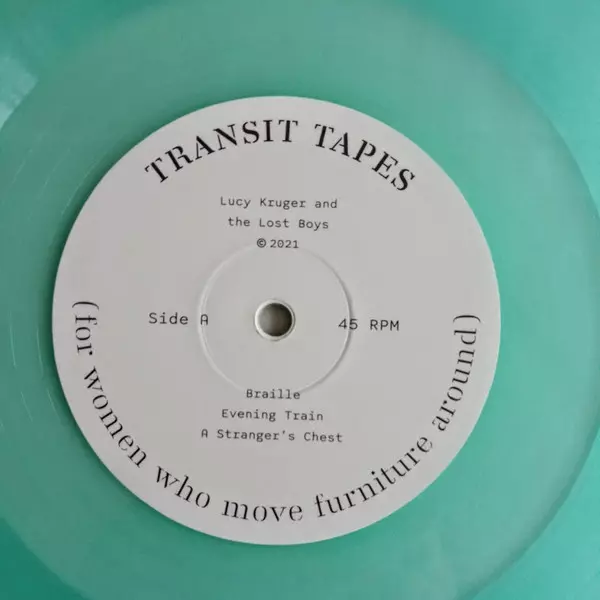 TRANSIT TAPES
Lucy Kruger and
the Lost Boys
© 2021
Side A
45 RPM
Braille
Evening Train
A Stranger's Chest
(for women who move furniture around)